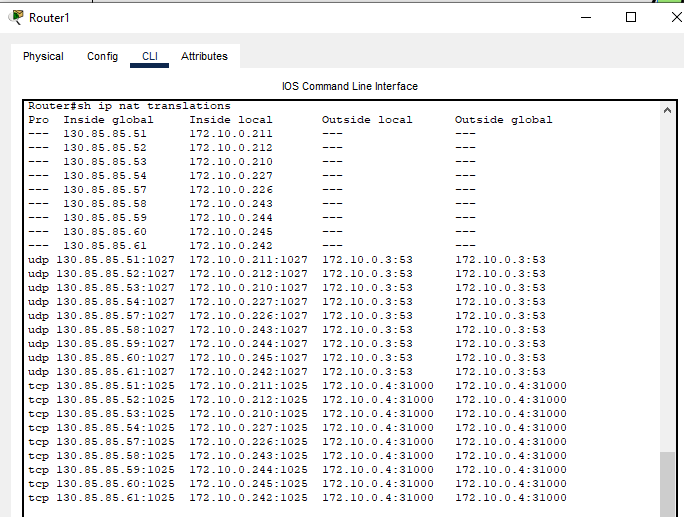 Router1
Physical Config CLI Attributes
IOS Command Line Interface
Router#sh ip nat translations
Pro Inside global Inside local Outside local Outside global
--- 130.85.85.51 172.10.0.211 --- ---
--- 130.85.85.52 172.10.0.212 --- ---
--- 130.85.85.53 172.10.0.210 --- ---
--- 130.85.85.54 172.10.0.227 --- ---
--- 130.85.85.57 172.10.0.226 --- ---
--- 130.85.85.58 172.10.0.243 --- ---
--- 130.85.85.59 172.10.0.244 --- ---
--- 130.85.85.60 172.10.0.245 --- ---
--- 130.85.85.61 172.10.0.242 --- ---
udp 130.85.85.51:1027 172.10.0.211:1027 172.10.0.3:53 172.10.0.3:53
udp 130.85.85.52:1027 172.10.0.212:1027 172.10.0.3:53 172.10.0.3:53
udp 130.85.85.53:1027 172.10.0.210:1027 172.10.0.3:53 172.10.0.3:53
udp 130.85.85.54:1027 172.10.0.227:1027 172.10.0.3:53 172.10.0.3:53
udp 130.85.85.57:1027 172.10.0.226:1027 172.10.0.3:53 172.10.0.3:53
udp 130.85.85.58:1027 172.10.0.243:1027 172.10.0.3:53 172.10.0.3:53
udp 130.85.85.59:1027 172.10.0.244:1027 172.10.0.3:53 172.10.0.3:53
udp 130.85.85.60:1027 172.10.0.245:1027 172.10.0.3:53 172.10.0.3:53
udp 130.85.85.61:1027 172.10.0.242:1027 172.10.0.3:53 172.10.0.3:53
tcp 130.85.85.51:1025 172.10.0.211:1025 172.10.0.4:31000 172.10.0.4:31000
tcp 130.85.85.52:1025 172.10.0.212:1025 172.10.0.4:31000 172.10.0.4:31000
tcp 130.85.85.53:1025 172.10.0.210:1025 172.10.0.4:31000 172.10.0.4:31000
tcp 130.85.85.54:1025 172.10.0.227:1025 172.10.0.4:31000 172.10.0.4:31000
tcp 130.85.85.57:1025 172.10.0.226:1025 172.10.0.4:31000 172.10.0.4:31000
tcp 130.85.85.58:1025 172.10.0.243:1025 172.10.0.4:31000 172.10.0.4:31000
tcp 130.85.85.59:1025 172.10.0.244:1025 172.10.0.4:31000 172.10.0.4:31000
tcp 130.85.85.60:1025 172.10.0.245:1025 172.10.0.4:31000 172.10.0.4:31000
tcp 130.85.85.61:1025 172.10.0.242:1025 172.10.0.4:31000 172.10.0.4:31000